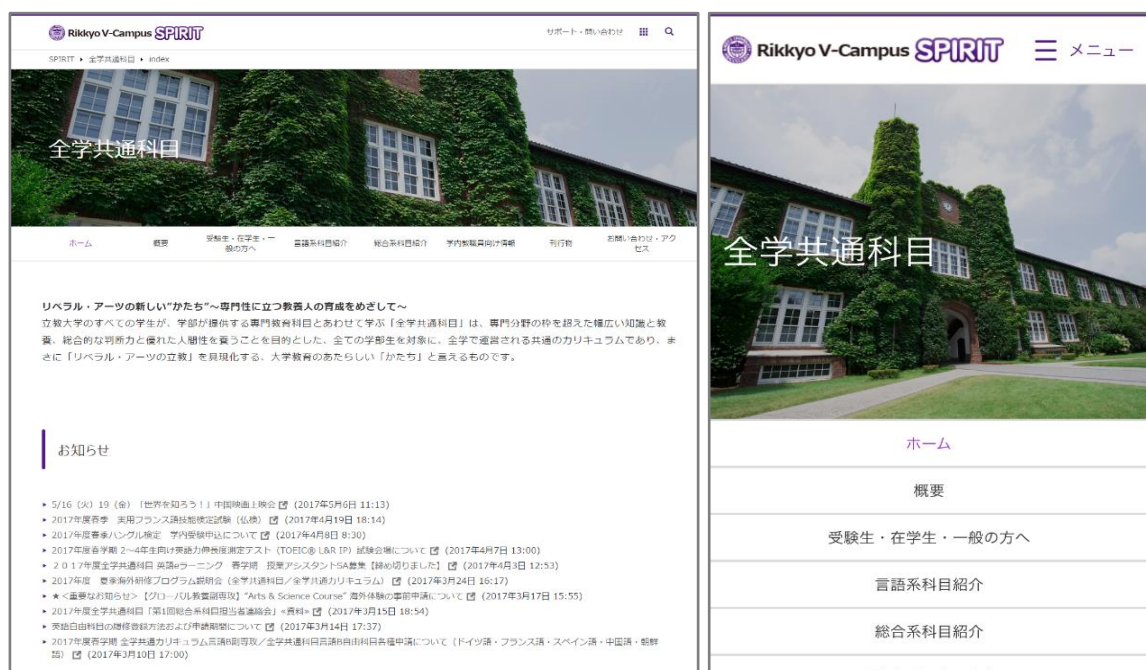 Rikkyo V-Campus SPIRIT
サポート・問い合わせ
SPIRIT ▸ 全学共通科目 ▸ index
全学共通科目
ホーム
概要
受験生・在学生・一
般の方へ
言語系科目紹介
総合系科目紹介
学内教職員向け情報
刊行物
お問い合わせ・アク
セス
リベラル・アーツの新しい"かたち"～専門性に立つ教養人の育成をめざして～
立教大学のすべての学生が、学部が提供する専門教育科目とあわせて学ぶ「全学共通科目」は、専門分野の枠を超えた幅広い知識と教
養、総合的な判断力と優れた人間性を養うことを目的とした、全ての学部生を対象に、全学で運営される共通のカリキュラムであり、ま
さに「リベラル・アーツの立教」を具現化する、大学教育のあたらしい「かたち」と言えるものです。
お知らせ
5/16（火）19（金）「世界を知ろう！」中国映画上映会 (2017年5月6日 11:13)
2017年度春季 実用フランス語技能検定試験（仏検） (2017年4月19日 18:14)
2017年度春季ハングル検定 学内受験申込について (2017年4月8日 8:30)
2017年度春学期 2～4年生向け英語力伸長度測定テスト（TOEIC® L&R IP）試験会場について (2017年4月7日 13:00)
２０１７年度全学共通科目 英語eラーニング 春学期 授業アシスタントSA募集【締め切りました】 (2017年4月3日 12:53)
2017年度 夏季海外研修プログラム説明会（全学共通科目／全学共通カリキュラム） (2017年3月24日 16:17)
★＜重要なお知らせ＞【グローバル教養副専攻】"Arts & Science Course" 海外体験の事前申請について (2017年3月17日 15:55)
2017年度全学共通科目「第1回総合系科目担当者連絡会」«資料» (2017年3月15日 18:54)
英語自由科目の履修登録方法および申請期間について (2017年3月14日 17:37)
2017年度春学期 全学共通カリキュラム言語B副専攻／全学共通科目言語B自由科目各種申請について（ドイツ語・フランス語・スペイン語・中国語・朝鮮
語） (2017年3月10日 17:00)
Rikkyo V-Campus SPIRIT
メニュー
全学共通科目
ホーム
概要
受験生・在学生・一般の方へ
言語系科目紹介
総合系科目紹介